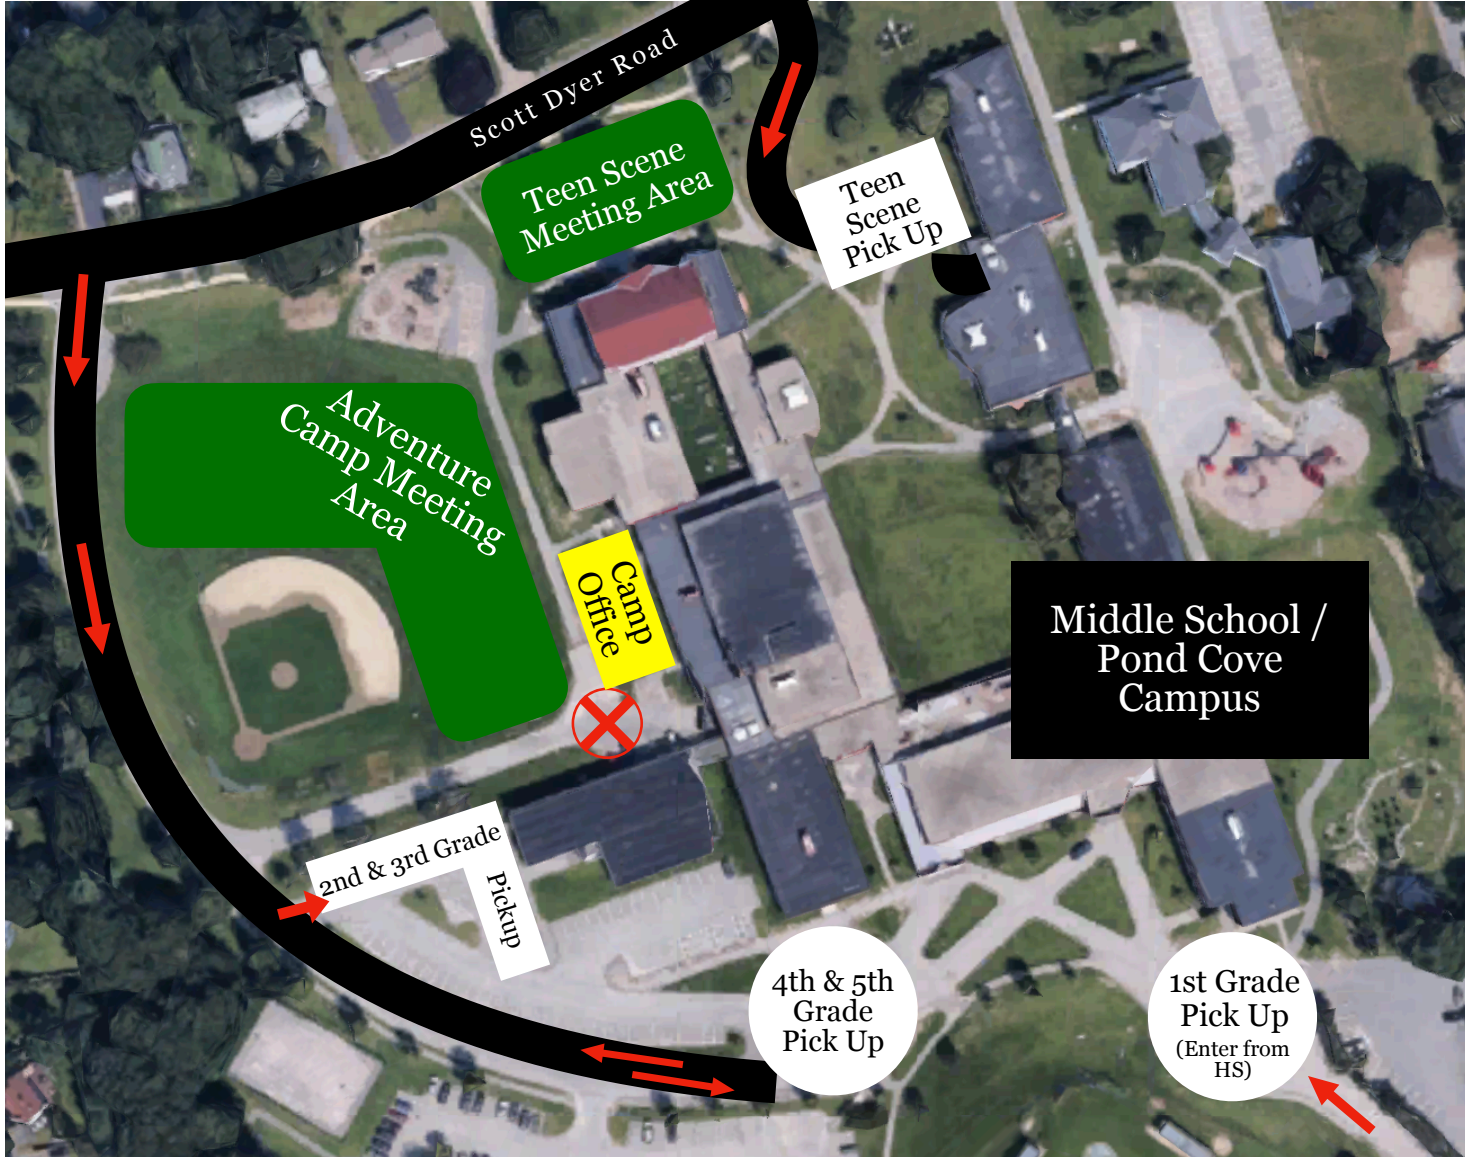 Scott Dyer Road
Teen Scene
Meeting Area
Teen
Scene
Pick Up
Adventure
Camp Meeting
Area
Camp
Office
Middle School /
Pond Cove
Campus
2nd & 3rd Grade
Pickup
4th & 5th
Grade
Pick Up
1st Grade
Pick Up
(Enter from
HS)